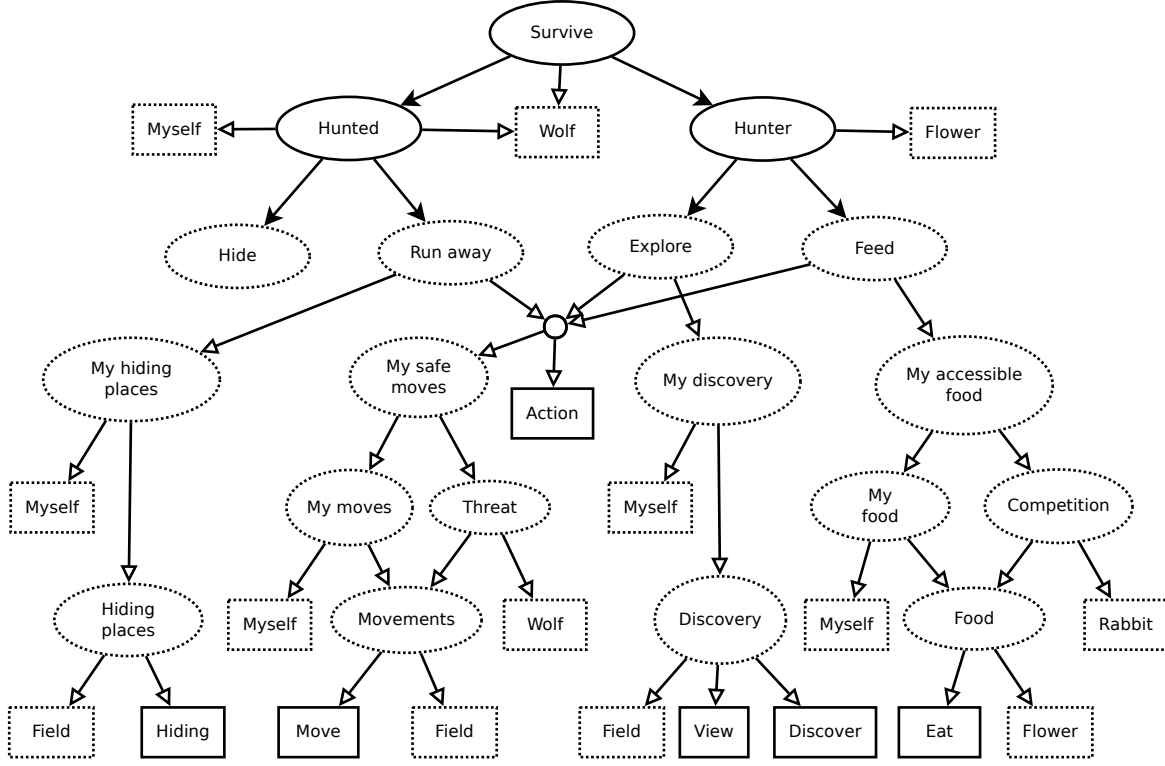 Survive
Myself
Hunted
Wolf
Hunter
Flower
Hide
Run away
Explore
Feed
My hiding
places
My safe
moves
Action
My discovery
My accessible
food
Myself
My moves
Threat
Myself
My
food
Competition
Hiding
places
Myself
Movements
Wolf
Discovery
Myself
Food
Rabbit
Field
Hiding
Move
Field
Field
View
Discover
Eat
Flower